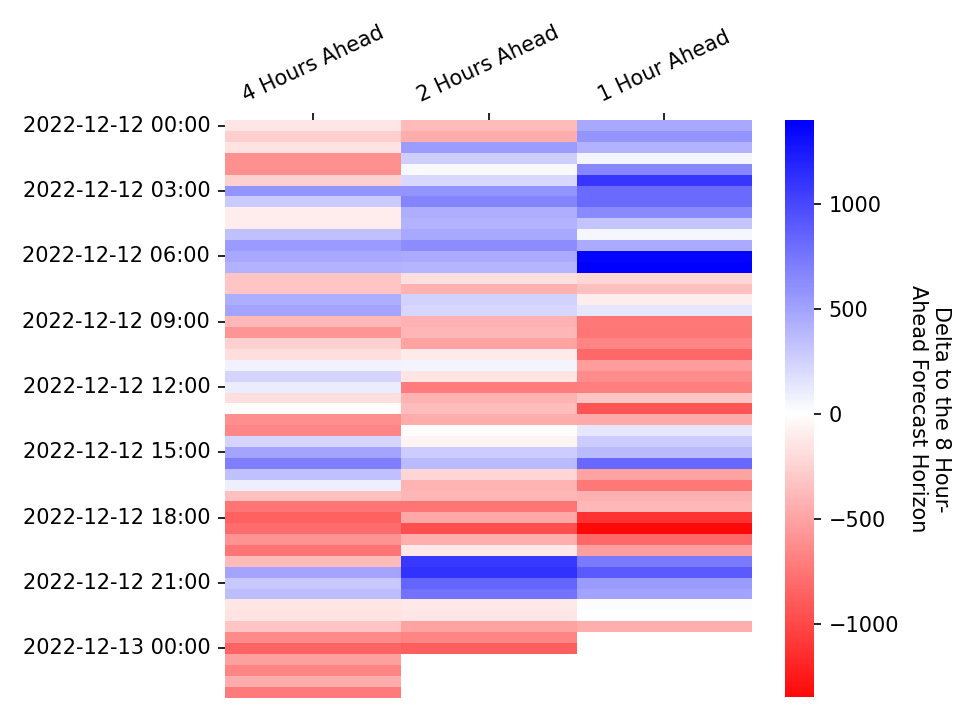 4 Hours Ahead
2 Hours Ahead
1 Hour Ahead
2022-12-12 00:00
2022-12-12 03:00
2022-12-12 06:00
2022-12-12 09:00
2022-12-12 12:00
2022-12-12 15:00
2022-12-12 18:00
2022-12-12 21:00
2022-12-13 00:00
1000
500
0
−500
−1000
Delta to the 8 Hour-
Ahead Forecast Horizon